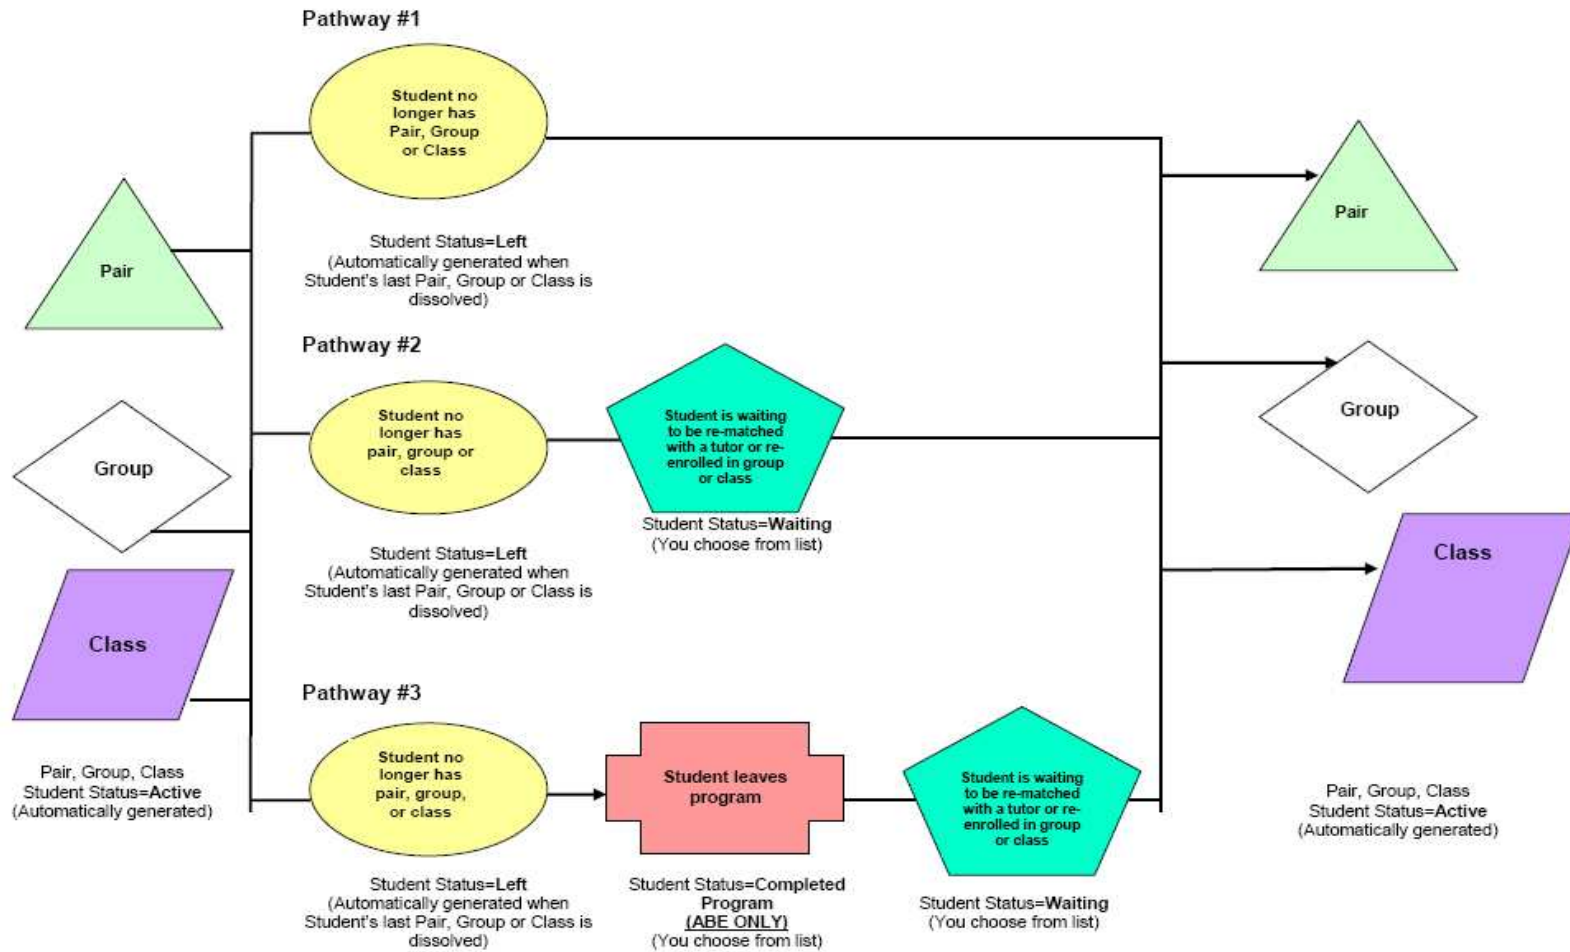 Pathway #1
Student no
longer has
Pair, Group
or Class
Student Status=Left
(Automatically generated when
Student's last Pair, Group or Class is
dissolved)
Pair
Group
Class
Pair, Group, Class
Student Status=Active
(Automatically generated)
Pathway #2
Student no
longer has
pair, group or
class
Student Status=Left
(Automatically generated when
Student's last Pair, Group or Class is
dissolved)
Student is waiting
to be re-matched
with a tutor or re-
enrolled in group
or class
Student Status=Waiting
(You choose from list)
Pathway #3
Student no
longer has
pair, group,
or class
Student Status=Left
(Automatically generated when
Student's last Pair, Group or Class is
dissolved)
Student leaves
program
Student Status=Completed
Program
(ABE ONLY)
(You choose from list)
Student is waiting
to be re-matched
with a tutor or re-
enrolled in group
or class
Student Status=Waiting
(You choose from list)
Pair
Group
Class
Pair, Group, Class
Student Status=Active
(Automatically generated)